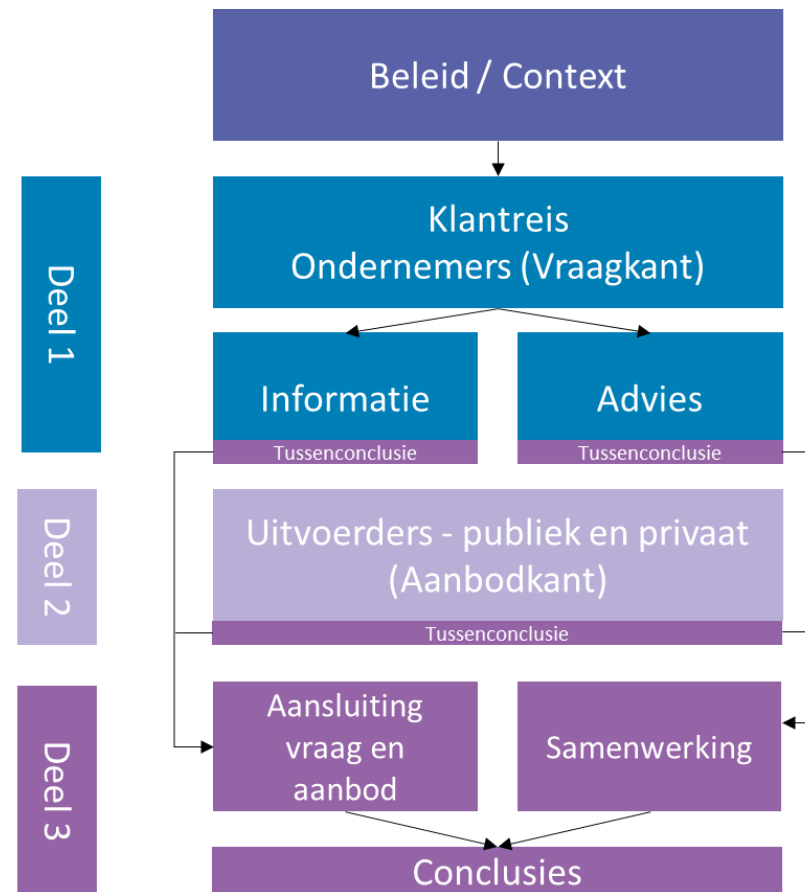 Beleid / Context
Deel 1
Klantreis
Ondernemers (Vraagkant)
Informatie
Advies
Tussenconclusie
Tussenconclusie
Deel 2
Uitvoerders - publiek en privaat
(Aanbodkant)
Tussenconclusie
Deel 3
Aansluiting
vraag en
aanbod
Samenwerking
Conclusies